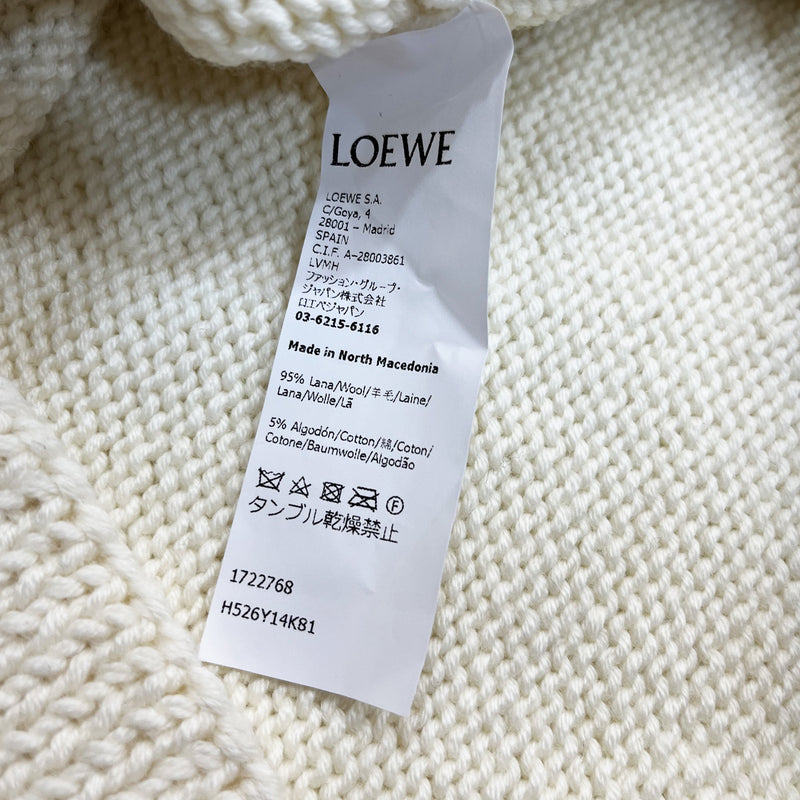 LOEWE
LOEWE S.A.
C/Goya, 4
28001 – Madrid
SPAIN
C.I.F. A-28003861
LVMH
ファッション・グループ・
ジャパン株式会社
ロエベジャパン
03-6215-6116
Made in North Macedonia
95% Lana/Wool/羊毛/Laine/
Lana/Wolle/Lã
5% Algodón/Cotton/綿/Coton/
Cotone/Baumwolle/Algodão
F
タンブル乾燥禁止
1722768
H526Y14K81